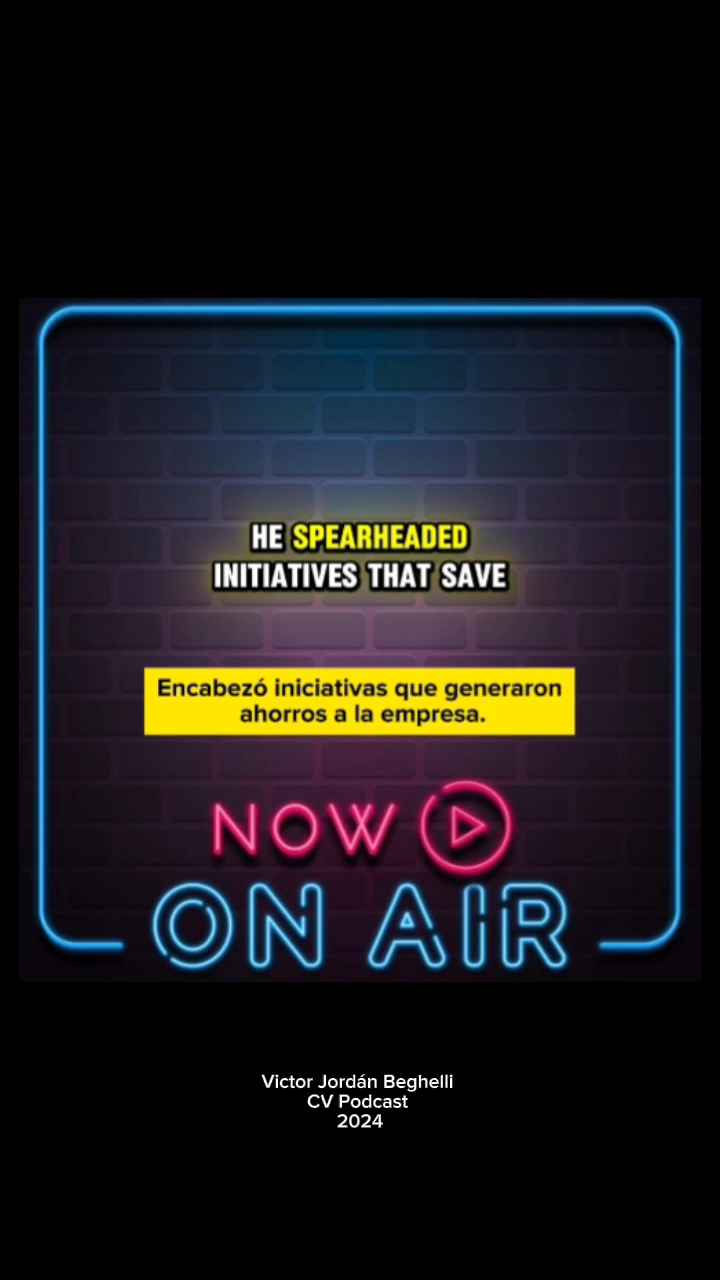 HE SPEARHEADED
INITIATIVES THAT SAVE
Encabezó iniciativas que generaron
ahorros a la empresa.
NOW
ON AIR
Victor Jordán Beghelli
CV Podcast
2024